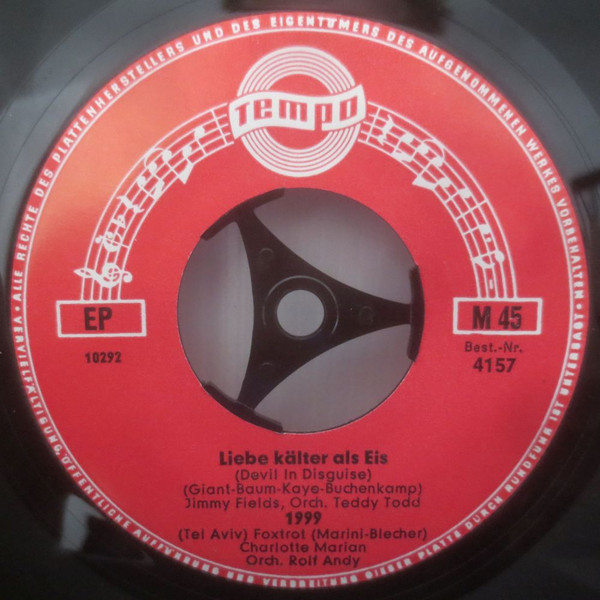 VERVIELFÄLTIGUNG, ÖFFENTLICHE AUFFÜHRUNG UND VERBREITUNG DIESER PLATTE DURCH RUNDFUNK IST UNTERSAGT · ALLE RECHTE DES PLATTENHERSTELLERS UND DES EIGENTÜMERS DES AUFGENOMMENEN WERKES VORBEHALTEN ·
Tempo
EP
M 45
10292
Best.-Nr.
4157
Liebe kälter als Eis
(Devil In Disguise)
(Giant-Baum-Kaye-Buchenkamp)
Jimmy Fields, Orch. Teddy Todd
1999
(Tel Aviv) Foxtrot (Marini-Blecher)
Charlotte Marian
Orch. Rolf Andy